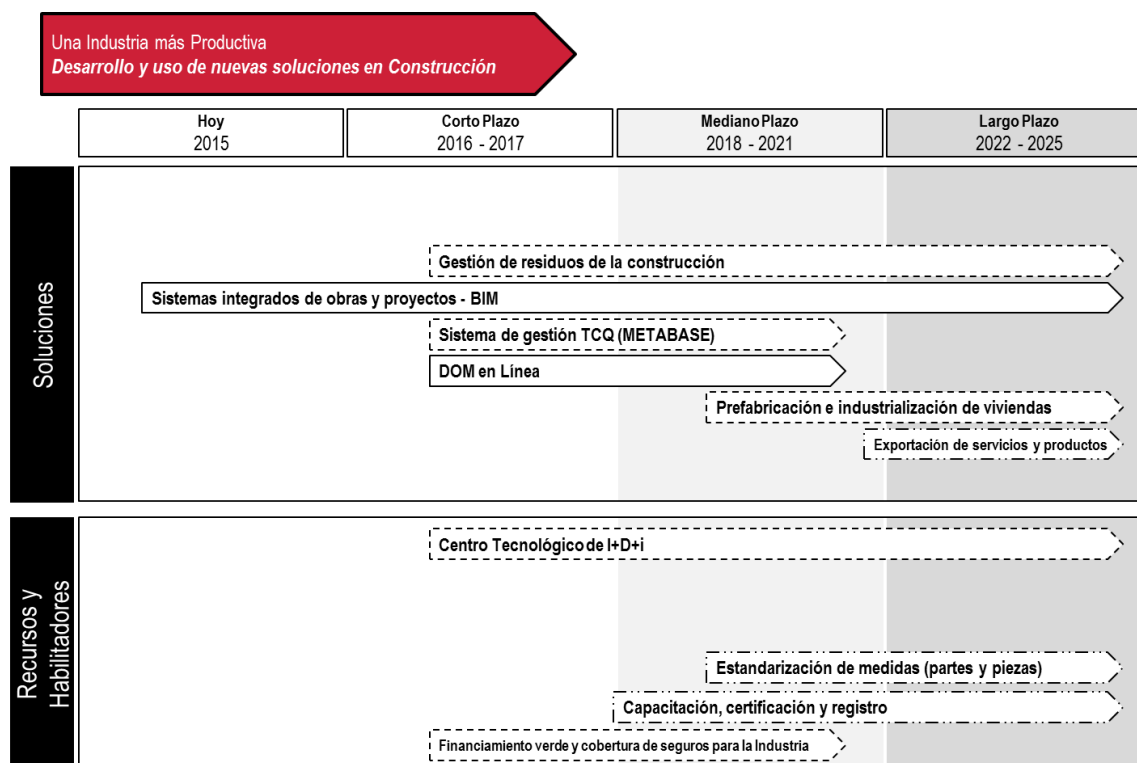 Una Industria más Productiva
Desarrollo y uso de nuevas soluciones en Construcción
Hoy
2015
Corto Plazo
2016 - 2017
Mediano Plazo
2018 - 2021
Largo Plazo
2022 - 2025
Soluciones
Gestión de residuos de la construcción
Sistemas integrados de obras y proyectos - BIM
Sistema de gestión TCQ (METABASE)
DOM en Línea
Prefabricación e industrialización de viviendas
Exportación de servicios y productos
Recursos y
Habilitadores
Centro Tecnológico de I+D+i
Estandarización de medidas (partes y piezas)
Capacitación, certificación y registro
Financiamiento verde y cobertura de seguros para la Industria